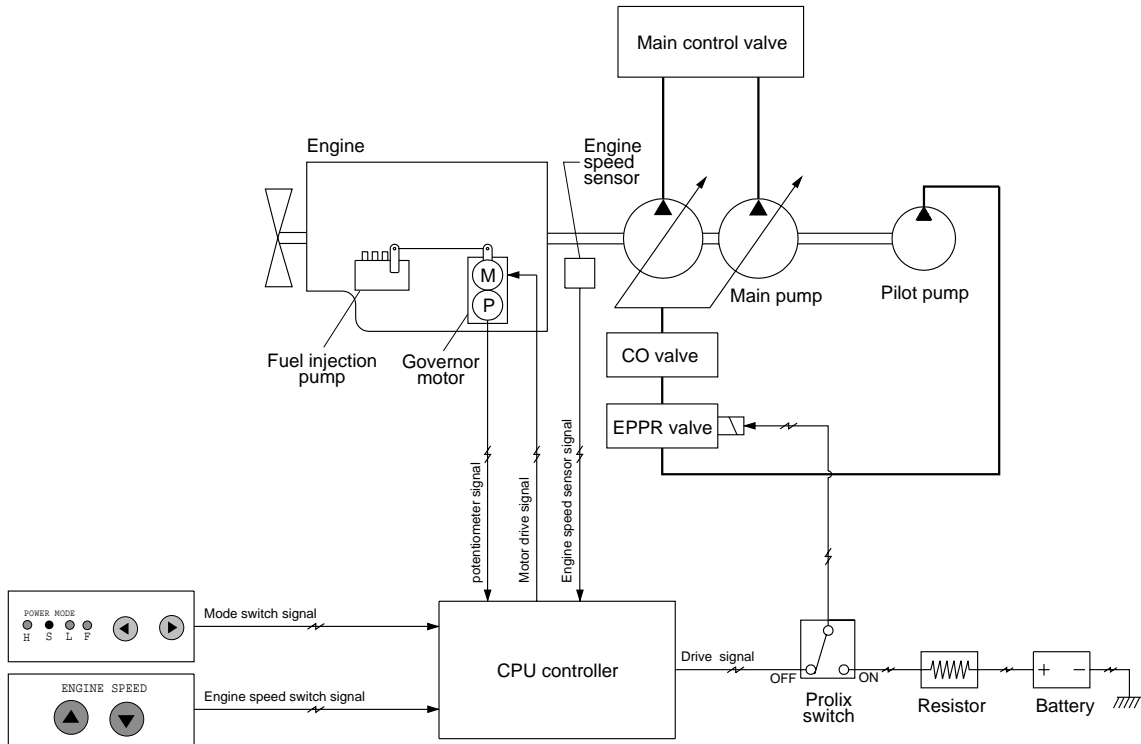 Main control valve
Engine
Engine
speed
sensor
M
P
Main pump
Pilot pump
Fuel injection
pump
Governor
motor
CO valve
EPPR valve
potentiometer signal
Motor drive signal
Engine speed sensor signal
POWER MODE
H S L F
Mode switch signal
CPU controller
Drive signal
OFF
ON
+ -
Prolix
switch
Resistor
Battery
ENGINE SPEED
Engine speed switch signal